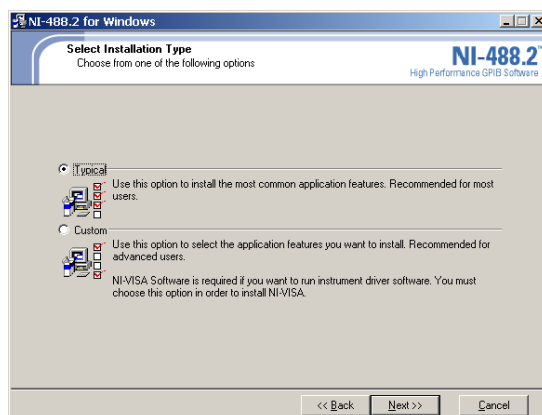 NI-488.2 for Windows
Select Installation Type
Choose from one of the following options
NI-488.2™
High Performance GPIB Software
Typical
Use this option to install the most common application features. Recommended for most
users.
Custom
Use this option to select the application features you want to install. Recommended for
advanced users.
NI-VISA Software is required if you want to run instrument driver software. You must
choose this option in order to install NI-VISA.
<< Back
Next >>
Cancel